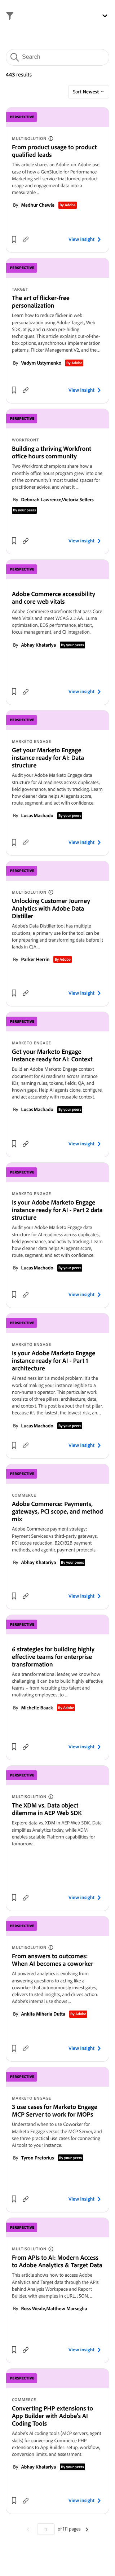 Search
443 results
Sort Newest
PERSPECTIVE
MULTISOLUTION
From product usage to product
qualified leads
This article shares an Adobe-on-Adobe
use case of how a GenStudio for Performance
Marketing self-service trial turned product
usage and engagement data into a
measurable ...
By Madhur Chawla By Adobe
View insight
PERSPECTIVE
TARGET
The art of flicker-free
personalization
Learn how to reduce flicker in web
personalization using Adobe Target, Web
SDK, at.js, and custom pre-hiding
techniques. This article explains out-of-the-
box options, asynchronous implementation
patterns, Flicker Management V2, and the...
By Vadym Ustymenko By Adobe
View insight
PERSPECTIVE
WORKFRONT
Building a thriving Workfront
office hours community
Two Workfront champions share how a
simple office hours program grew into one
of the community's most trusted spaces for
practitioner advice, and what it...
By Deborah Lawrence,Victoria Sellers
By your peers
View insight
PERSPECTIVE
Adobe Commerce accessibility
and core web vitals
Adobe Commerce storefronts that pass Core
Web Vitals and meet WCAG 2.2 AA: Luma
optimization, EDS performance, alt text,
focus management, and CI integration.
By Abhay Khatariya By your peers
View insight
PERSPECTIVE
MARKETO ENGAGE
Get your Marketo Engage
instance ready for AI: Data
structure
Audit your Adobe Marketo Engage data
structure for AI readiness across duplicates,
field governance, and activity tracking. Learn
how cleaner data helps AI agents score,
route, segment, and act with confidence.
By Lucas Machado By your peers
View insight
PERSPECTIVE
MULTISOLUTION
Unlocking Customer Journey
Analytics with Adobe Data
Distiller
Adobe's Data Distiller tool has multiple
applications, a primary use for the tool can be
for preparing and transforming data before it
lands in CJA...
By Parker Herrin By Adobe
View insight
PERSPECTIVE
MARKETO ENGAGE
Get your Marketo Engage
instance ready for AI: Context
Build an Adobe Marketo Engage context
document for AI readiness across instance
IDs, naming rules, tokens, fields, QA, and
known gaps. Help AI agents clone, configure,
and act accurately with reusable context.
By Lucas Machado By your peers
View insight
PERSPECTIVE
MARKETO ENGAGE
Is your Adobe Marketo Engage
instance ready for AI - Part 2 data
structure
Audit your Adobe Marketo Engage data
structure for AI readiness across duplicates,
field governance, and activity tracking. Learn
how cleaner data helps AI agents score,
route, segment, and act with confidence.
By Lucas Machado By your peers
View insight
PERSPECTIVE
MARKETO ENGAGE
Is your Adobe Marketo Engage
instance ready for AI - Part 1
architecture
AI readiness isn't a model problem. It's the
work of making your instance legible to a
non-human operator. This particular work
consists of three pillars: architecture, data,
and context. This post is about the first pillar,
because it's the fastest, the lowest risk, an...
By Lucas Machado By your peers
View insight
PERSPECTIVE
COMMERCE
Adobe Commerce: Payments,
gateways, PCI scope, and method
mix
Adobe Commerce payment strategy:
Payment Services vs third-party gateways,
PCI scope reduction, B2C/B2B payment
methods, and agentic payment protocols.
By Abhay Khatariya By your peers
View insight
PERSPECTIVE
6 strategies for building highly
effective teams for enterprise
transformation
As a transformational leader, we know how
challenging it can be to build highly effective
teams — from recruiting top talent and
motivating employees, to ...
By Michelle Baeck By Adobe
View insight
PERSPECTIVE
MULTISOLUTION
The XDM vs. Data object
dilemma in AEP Web SDK
Explore data vs. XDM in AEP Web SDK. Data
simplifies Analytics today, while XDM
enables scalable Platform capabilities for
tomorrow.
View insight
PERSPECTIVE
MULTISOLUTION
From answers to outcomes:
When AI becomes a coworker
AI-powered analytics is evolving from
answering questions to acting like a
coworker that autonomously investigates,
delivers trusted insights, and drives action.
Adobe's internal use shows...
By Ankita Miharia Dutta By Adobe
View insight
PERSPECTIVE
MARKETO ENGAGE
3 use cases for Marketo Engage
MCP Server to work for MOPs
Understand when to use Coworker for
Marketo Engage versus the MCP Server, and
see three practical use cases for connecting
AI tools to your instance.
By Tyron Pretorius By your peers
View insight
PERSPECTIVE
MULTISOLUTION
From APIs to AI: Modern Access
to Adobe Analytics & Target Data
This article shows how to access Adobe
Analytics and Target data through the APIs
behind Analysis Workspace and Report
Builder, with examples in cURL, JSON,...
By Ross Weale,Matthew Marseglia
View insight
PERSPECTIVE
COMMERCE
Converting PHP extensions to
App Builder with Adobe's AI
Coding Tools
Adobe's AI coding tools (MCP servers, agent
skills) for converting Commerce PHP
extensions to App Builder: setup, workflow,
conversion limits, and assessment.
By Abhay Khatariya By your peers
View insight
1 of 111 pages